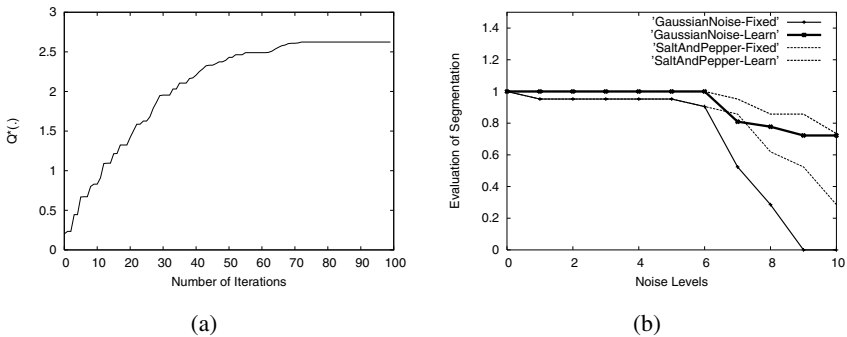 3
2.5
2
1.5
1
0.5
0
Q*(.)
0 10 20 30 40 50 60 70 80 90 100
Number of Iterations
(a)
'GaussianNoise-Fixed'
'GaussianNoise-Learn'
'SaltAndPepper-Fixed'
'SaltAndPepper-Learn'
1.4
1.2
1
0.8
0.6
0.4
0.2
0
Evaluation of Segmentation
0 2 4 6 8 10
Noise Levels
(b)